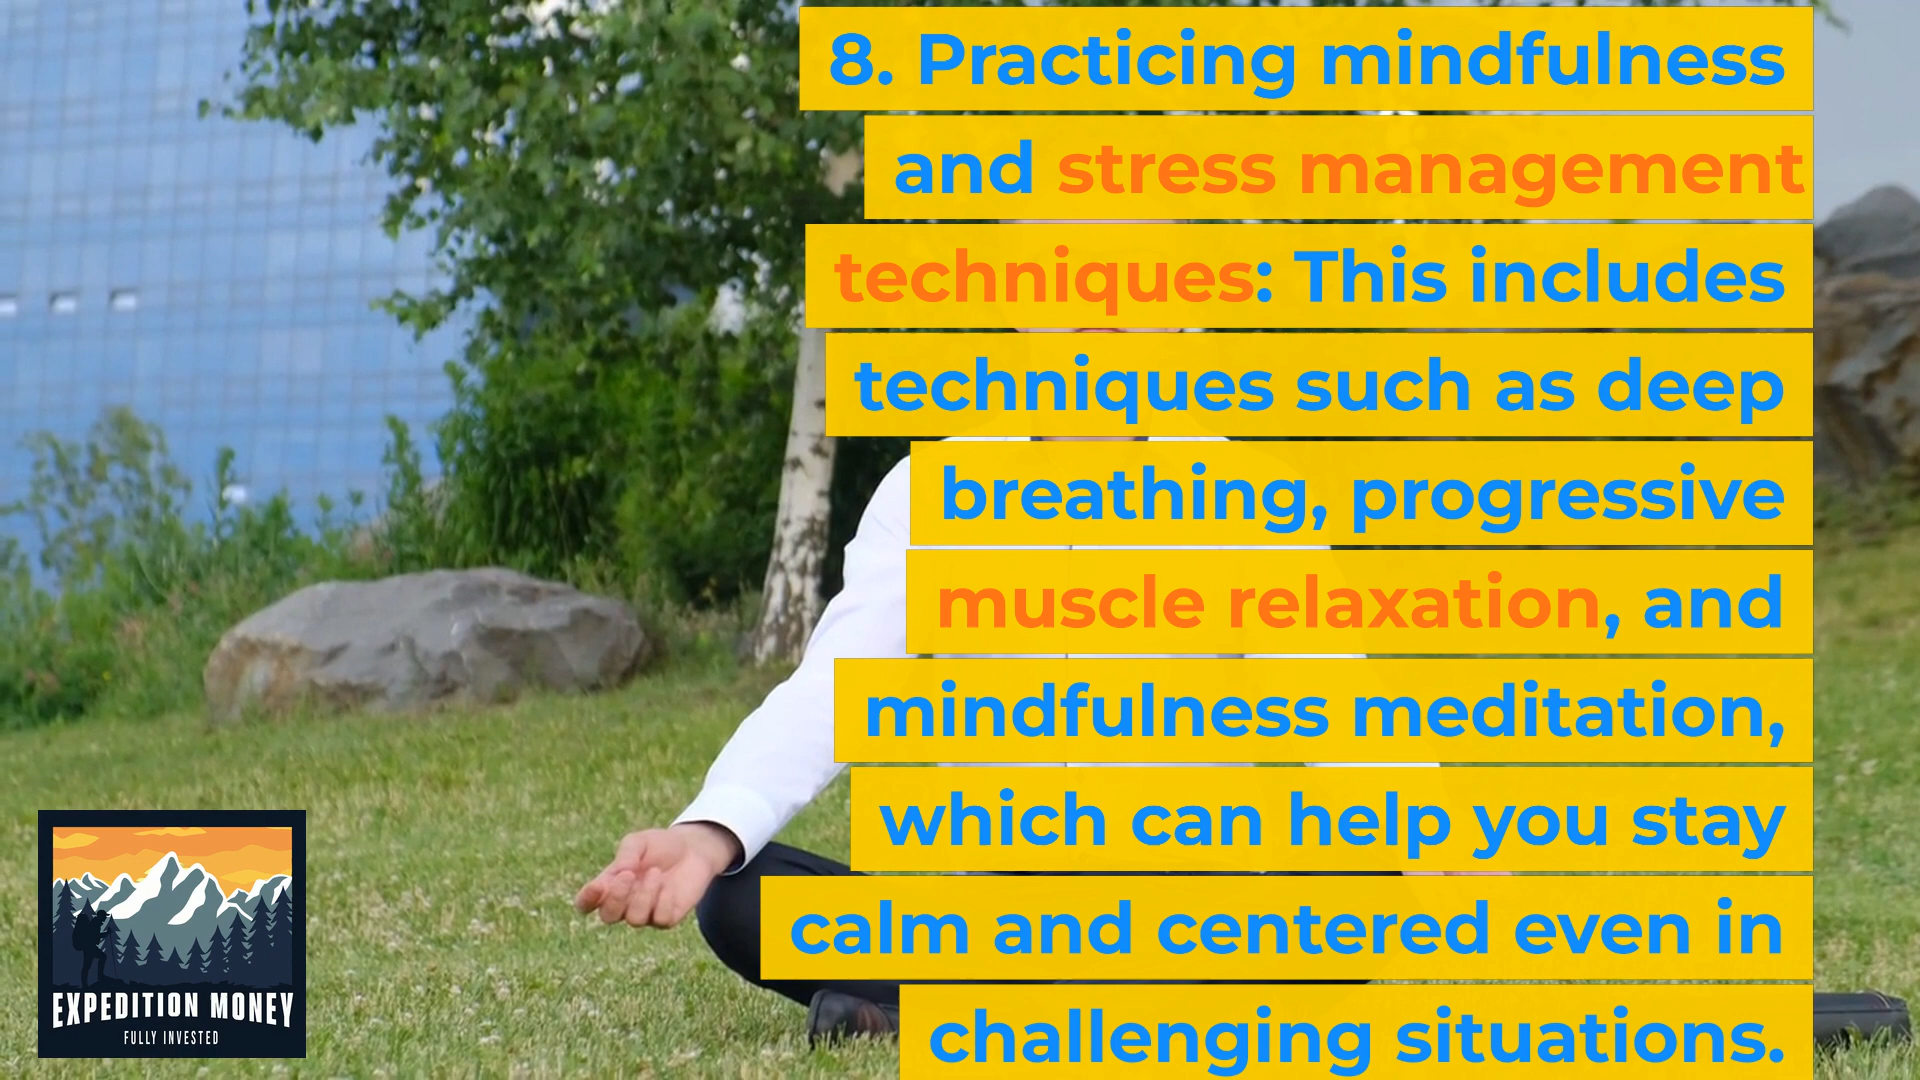 8. Practicing mindfulness
and stress management
techniques: This includes
techniques such as deep
breathing, progressive
muscle relaxation, and
mindfulness meditation,
which can help you stay
calm and centered even in
challenging situations.
EXPEDITION MONEY
FULLY INVESTED